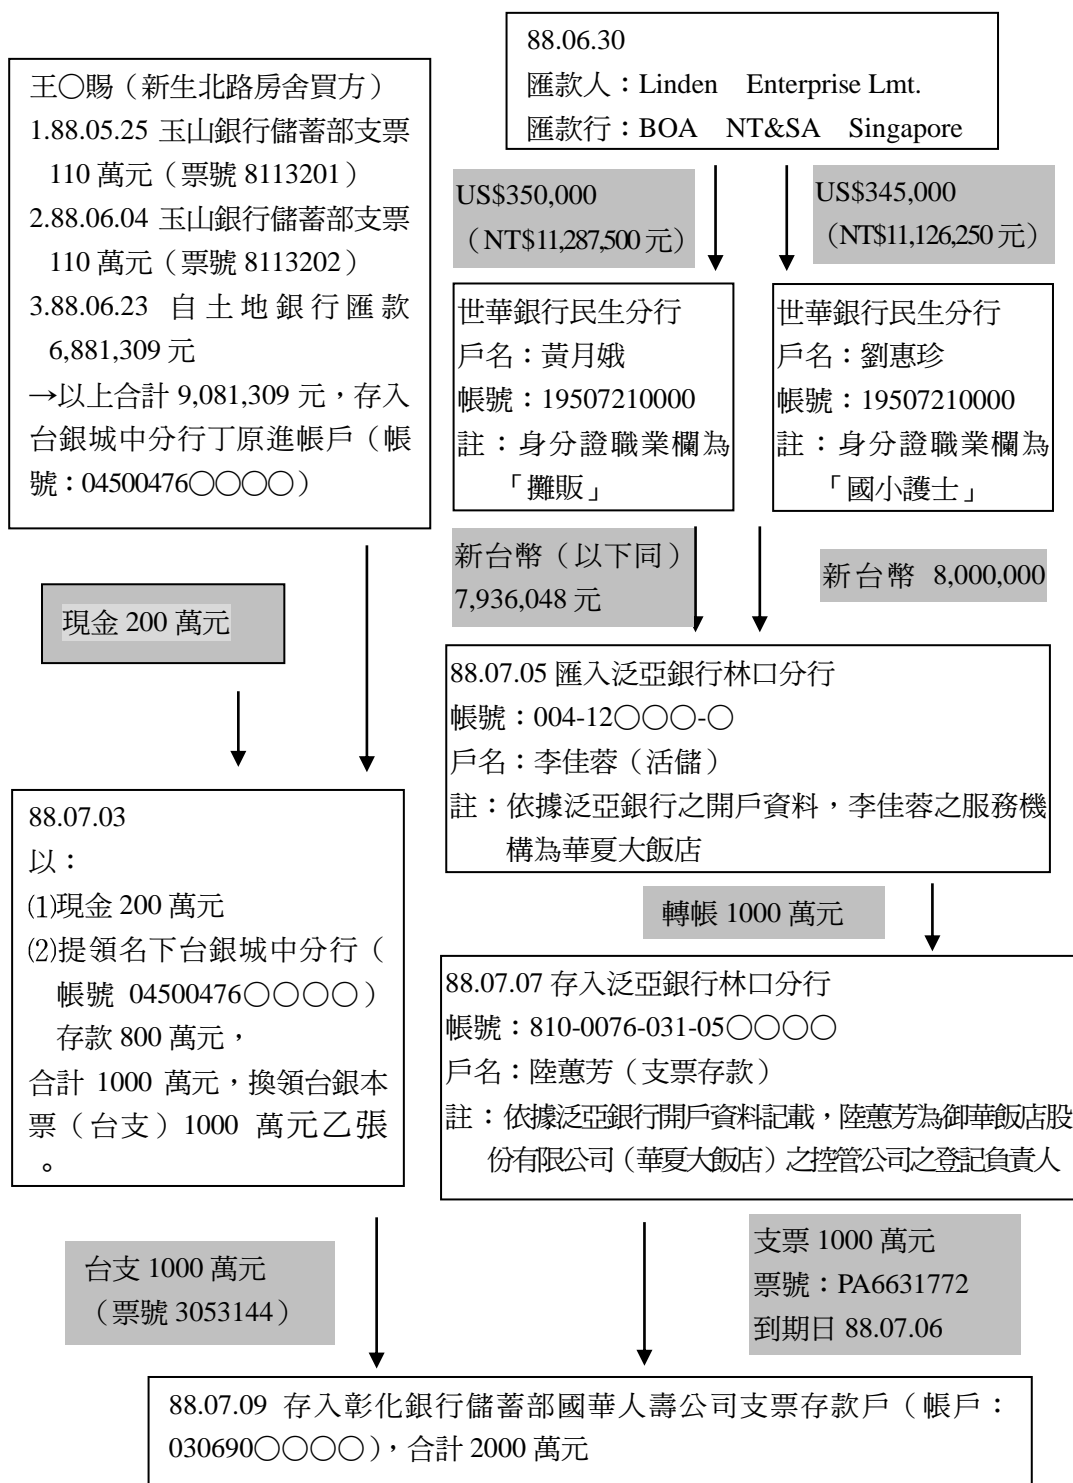 王○賜（新生北路房舍買方）
1.88.05.25 玉山銀行儲蓄部支票
110 萬元（票號 8113201）
2.88.06.04 玉山銀行儲蓄部支票
110 萬元（票號 8113202）
3.88.06.23 自土地銀行匯款
6,881,309 元
→以上合計 9,081,309 元，存入
台銀城中分行丁原進帳戶（帳
號：04500476○○○○）
現金 200 萬元
88.07.03
以：
⑴現金 200 萬元
⑵提領名下台銀城中分行（
帳號 04500476○○○○）
存款 800 萬元，
合計 1000 萬元，換領台銀本
票（台支）1000 萬元乙張
。
台支 1000 萬元
（票號 3053144）
88.06.30
匯款人：Linden Enterprise Lmt.
匯款行：BOA NT&SA Singapore
US$350,000
（NT$11,287,500 元）
US$345,000
（NT$11,126,250 元）
世華銀行民生分行
戶名：黃月娥
帳號：19507210000
註：身分證職業欄為
「攤販」
世華銀行民生分行
戶名：劉惠珍
帳號：19507210000
註：身分證職業欄為
「國小護士」
新台幣（以下同）
7,936,048 元
新台幣 8,000,000
88.07.05 匯入泛亞銀行林口分行
帳號：004-12○○○-○
戶名：李佳蓉（活儲）
註：依據泛亞銀行之開戶資料，李佳蓉之服務機
構為華夏大飯店
轉帳 1000 萬元
88.07.07 存入泛亞銀行林口分行
帳號：810-0076-031-05○○○○
戶名：陸蕙芳（支票存款）
註：依據泛亞銀行開戶資料記載，陸蕙芳為御華飯店股
份有限公司（華夏大飯店）之控管公司之登記負責人
支票 1000 萬元
票號：PA6631772
到期日 88.07.06
88.07.09 存入彰化銀行儲蓄部國華人壽公司支票存款戶（帳戶：
030690○○○○），合計 2000 萬元